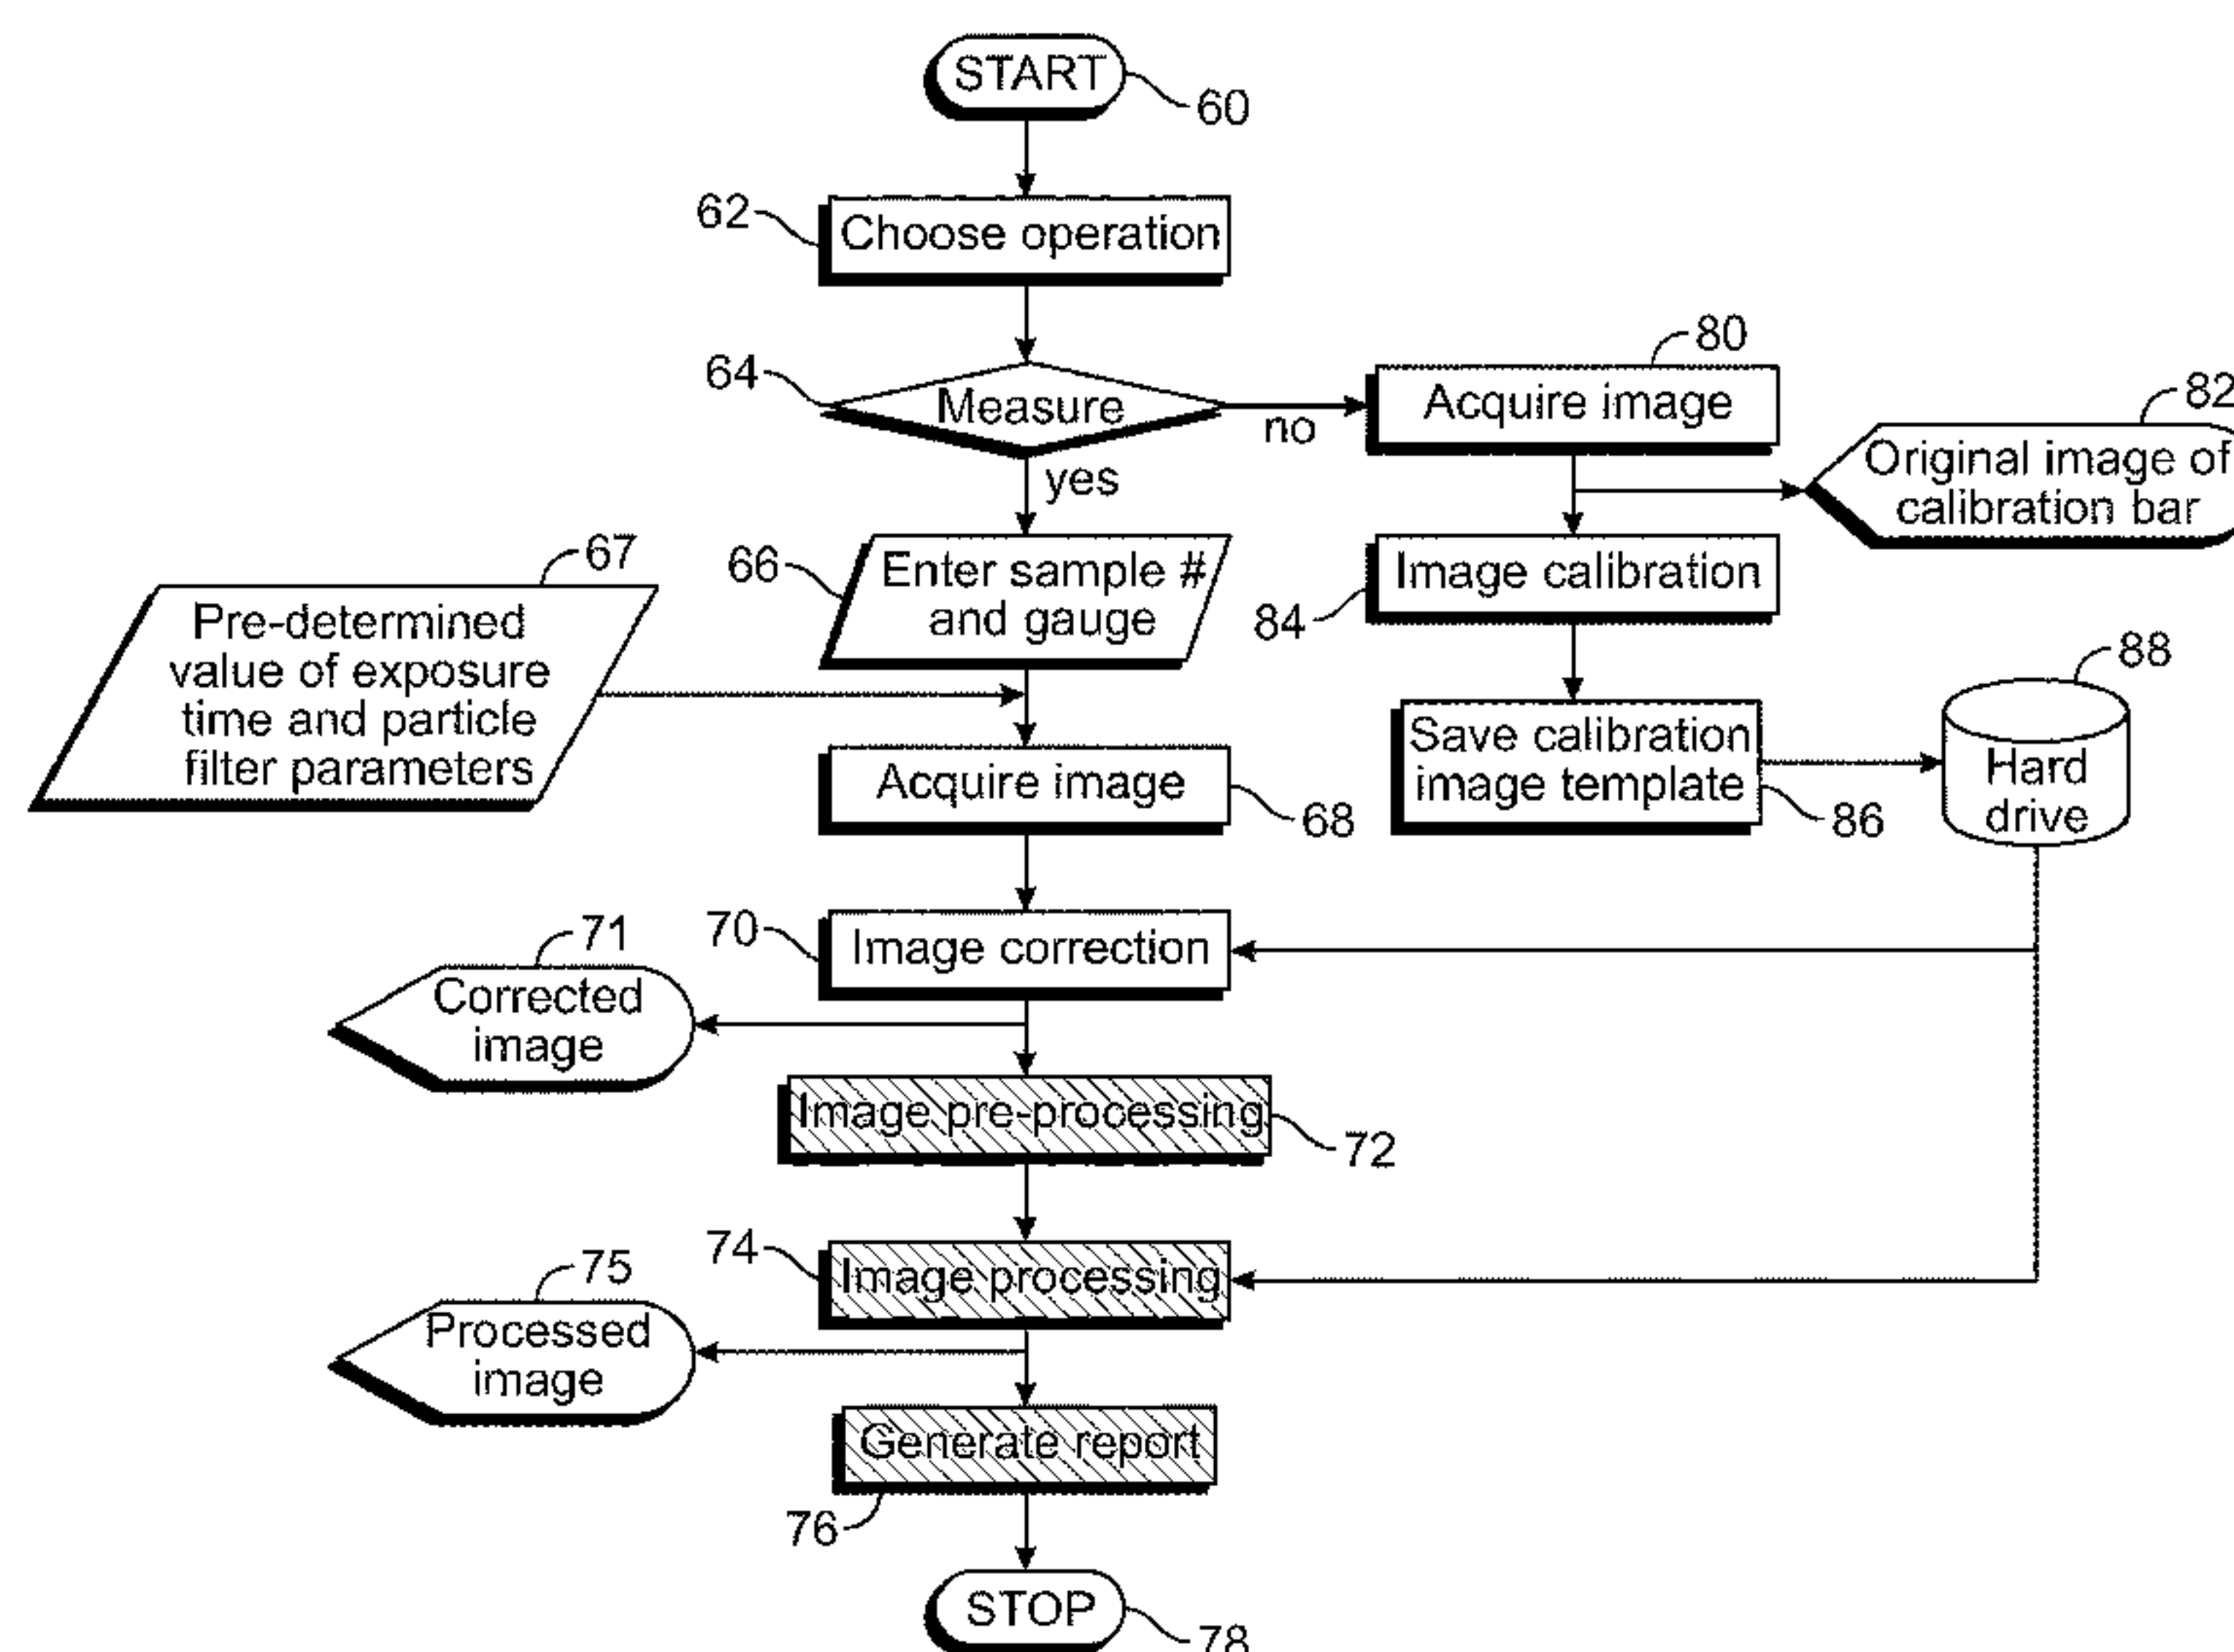 START
60
62
Choose operation
64
Measure
no
yes
80
Acquire image
82
Original image of
calibration bar
67
Pre-determined
value of exposure
time and particle
filter parameters
66
Enter sample #
and gauge
84
Image calibration
88
Save calibration
image template
86
Hard
drive
Acquire image
68
70
Image correction
71
Corrected
image
Image pre-processing
72
74
Image processing
75
Processed
image
Generate report
76
STOP
78